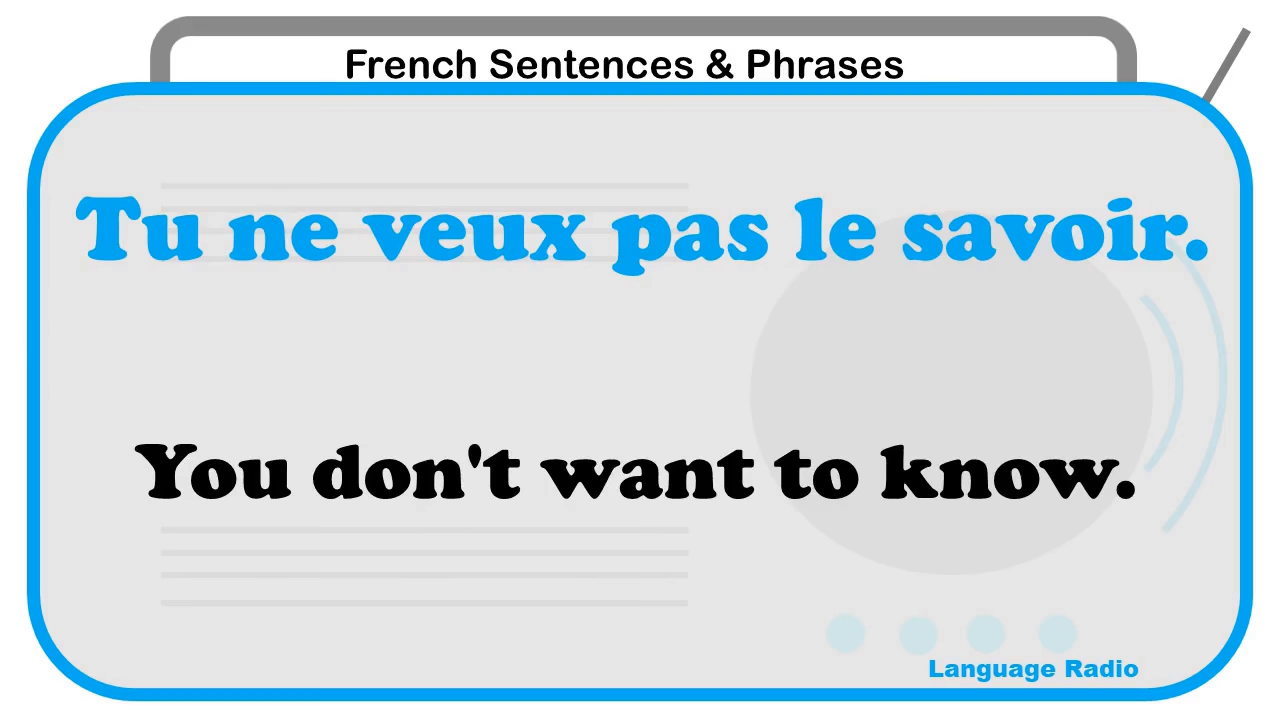 French Sentences & Phrases
Tu ne veux pas le savoir.
You don't want to know.
Language Radio